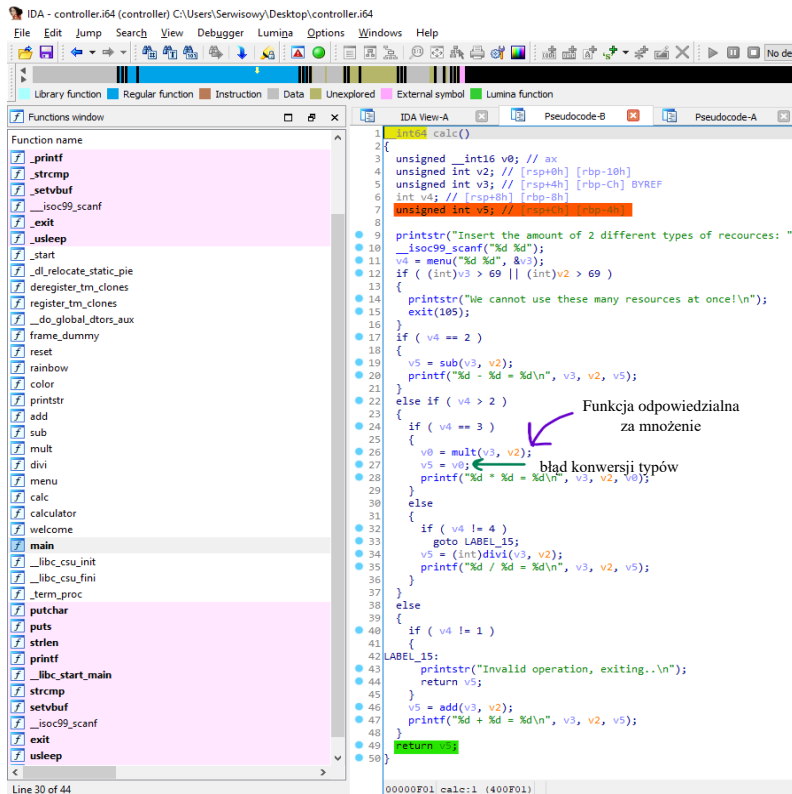 IDA - controller.i64 (controller) C:\Users\Serwisowy\Desktop\controller.i64
File Edit Jump Search View Debugger Lumina Options Windows Help
No de
Library function Regular function Instruction Data Unexplored External symbol Lumina function
Functions window
IDA View-A Pseudocode-B Pseudocode-A
Function name
_printf
_strcmp
_setvbuf
___isoc99_scanf
_exit
_usleep
_start
_dl_relocate_static_pie
deregister_tm_clones
register_tm_clones
__do_global_dtors_aux
frame_dummy
reset
rainbow
color
printstr
add
sub
mult
divi
menu
calc
calculator
welcome
main
__libc_csu_init
__libc_csu_fini
_term_proc
putchar
puts
strlen
printf
__libc_start_main
strcmp
setvbuf
__isoc99_scanf
exit
usleep
Line 30 of 44
1 __int64 calc()
2 {
3 unsigned __int16 v0; // ax
4 unsigned int v2; // [rsp+0h] [rbp-10h]
5 unsigned int v3; // [rsp+4h] [rbp-Ch] BYREF
6 int v4; // [rsp+8h] [rbp-8h]
7 unsigned int v5; // [rsp+Ch] [rbp-4h]
8
9 printstr("Insert the amount of 2 different types of recources: "
10 __isoc99_scanf("%d %d");
11 v4 = menu("%d %d", &v3);
12 if ( (int)v3 > 69 || (int)v2 > 69 )
13 {
14 printstr("We cannot use these many resources at once!\n");
15 exit(105);
16 }
17 if ( v4 == 2 )
18 {
19 v5 = sub(v3, v2);
20 printf("%d - %d = %d\n", v3, v2, v5);
21 }
22 else if ( v4 > 2 )
23 {
24 if ( v4 == 3 )
25 {
26 v0 = mult(v3, v2);
27 v5 = v0;
28 printf("%d * %d = %d\n", v3, v2, v0);
29 }
30 else
31 {
32 if ( v4 != 4 )
33 goto LABEL_15;
34 v5 = (int)divi(v3, v2);
35 printf("%d / %d = %d\n", v3, v2, v5);
36 }
37 }
38 else
39 {
40 if ( v4 != 1 )
41 {
42 LABEL_15:
43 printstr("Invalid operation, exiting..\n");
44 return v5;
45 }
46 v5 = add(v3, v2);
47 printf("%d + %d = %d\n", v3, v2, v5);
48 }
49 return v5;
50 }
Funkcja odpowiedzialna
za mnożenie
błąd konwersji typów
00000F01 calc:1 (400F01)